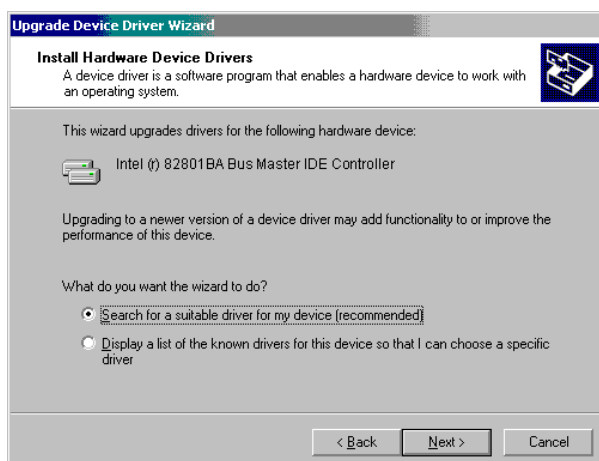 Upgrade Device Driver Wizard
Install Hardware Device Drivers
A device driver is a software program that enables a hardware device to work with
an operating system.
This wizard upgrades drivers for the following hardware device:
Intel (r) 82801BA Bus Master IDE Controller
Upgrading to a newer version of a device driver may add functionality to or improve the
performance of this device.
What do you want the wizard to do?
Search for a suitable driver for my device (recommended)
Display a list of the known drivers for this device so that I can choose a specific
driver
< Back Next > Cancel